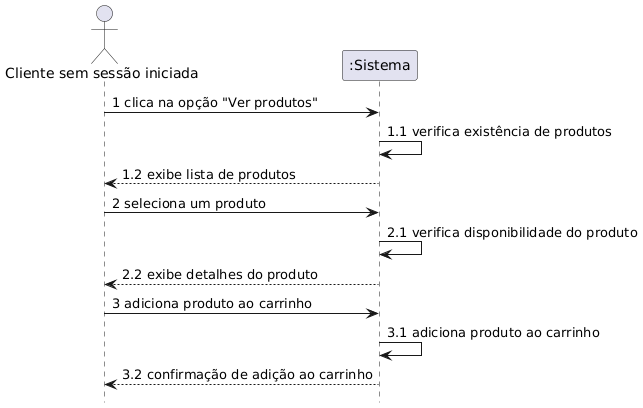 Cliente sem sessão iniciada
:Sistema
1 clica na opção "Ver produtos"
1.1 verifica existência de produtos
1.2 exibe lista de produtos
2 seleciona um produto
2.1 verifica disponibilidade do produto
2.2 exibe detalhes do produto
3 adiciona produto ao carrinho
3.1 adiciona produto ao carrinho
3.2 confirmação de adição ao carrinho